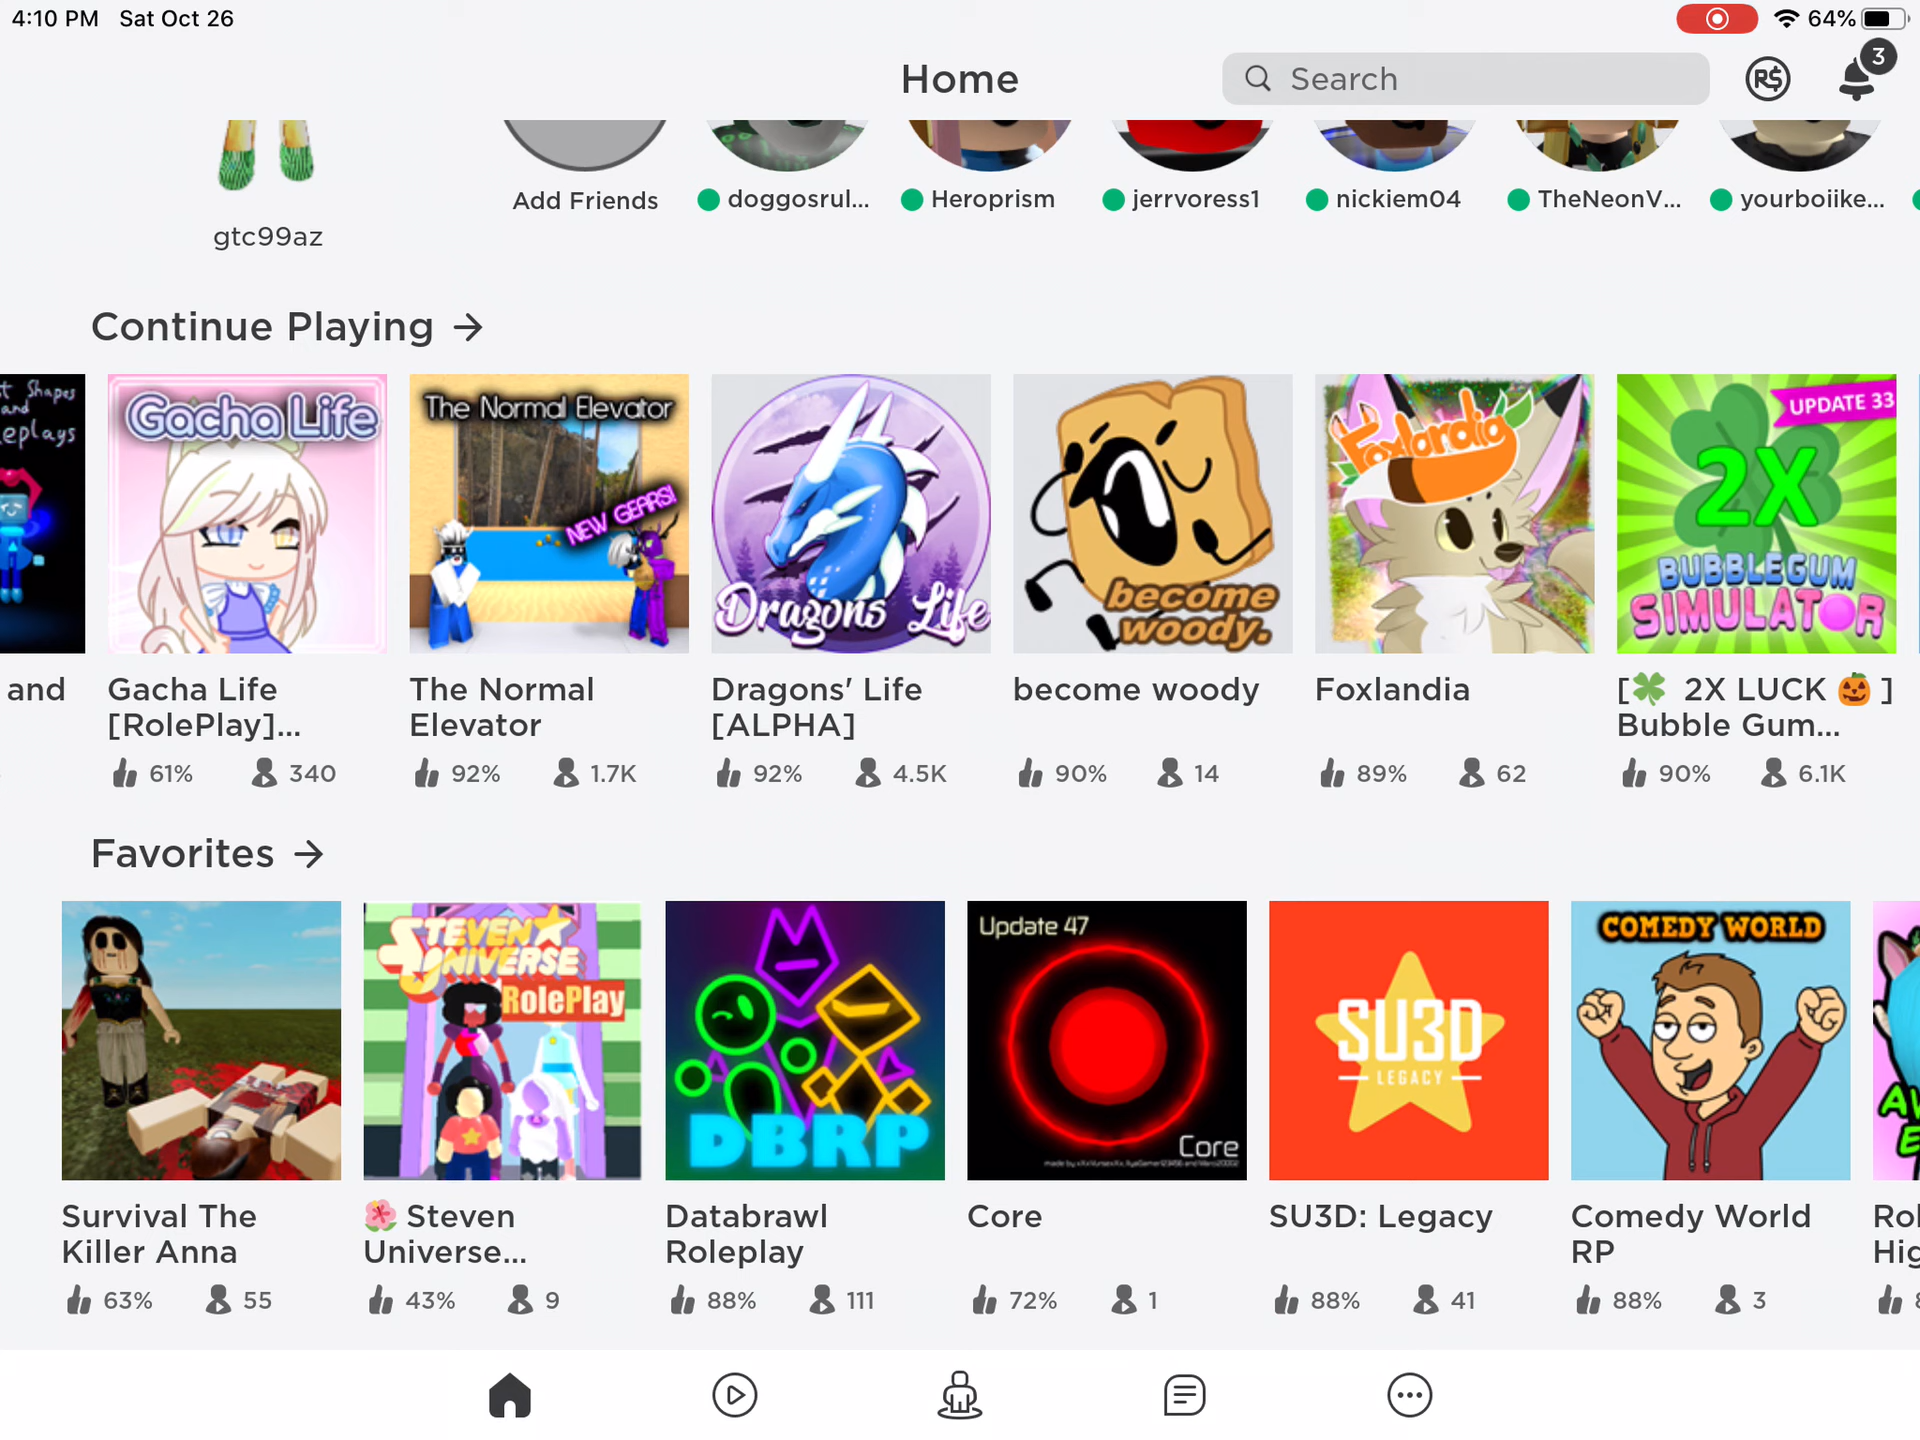 4:10 PM Sat Oct 26
64%
Home
Search
R$
3
Add Friends
doggosrul...
Heroprism
jerrvoress1
nickiem04
TheNeonV...
yourboiike...
gtc99az
Continue Playing →
t Shapes
and
eplays
Gacha Life
The Normal Elevator
NEW GEARS!
Dragons Life
become
woody.
Foxlandia
UPDATE 33
2X
BUBBLEGUM
SIMULATOR
and
Gacha Life
[RolePlay]...
The Normal
Elevator
Dragons' Life
[ALPHA]
become woody
Foxlandia
[🍀 2X LUCK 🎃 ]
Bubble Gum...
61% 340
92% 1.7K
92% 4.5K
90% 14
89% 62
90% 6.1K
Favorites →
STEVEN
UNIVERSE
RolePlay
DBRP
Update 47
Core
SU3D
LEGACY
COMEDY WORLD
Survival The
Killer Anna
🌺 Steven
Universe...
Databrawl
Roleplay
Core
SU3D: Legacy
Comedy World
RP
Rol
Hig
63% 55
43% 9
88% 111
72% 1
88% 41
88% 3